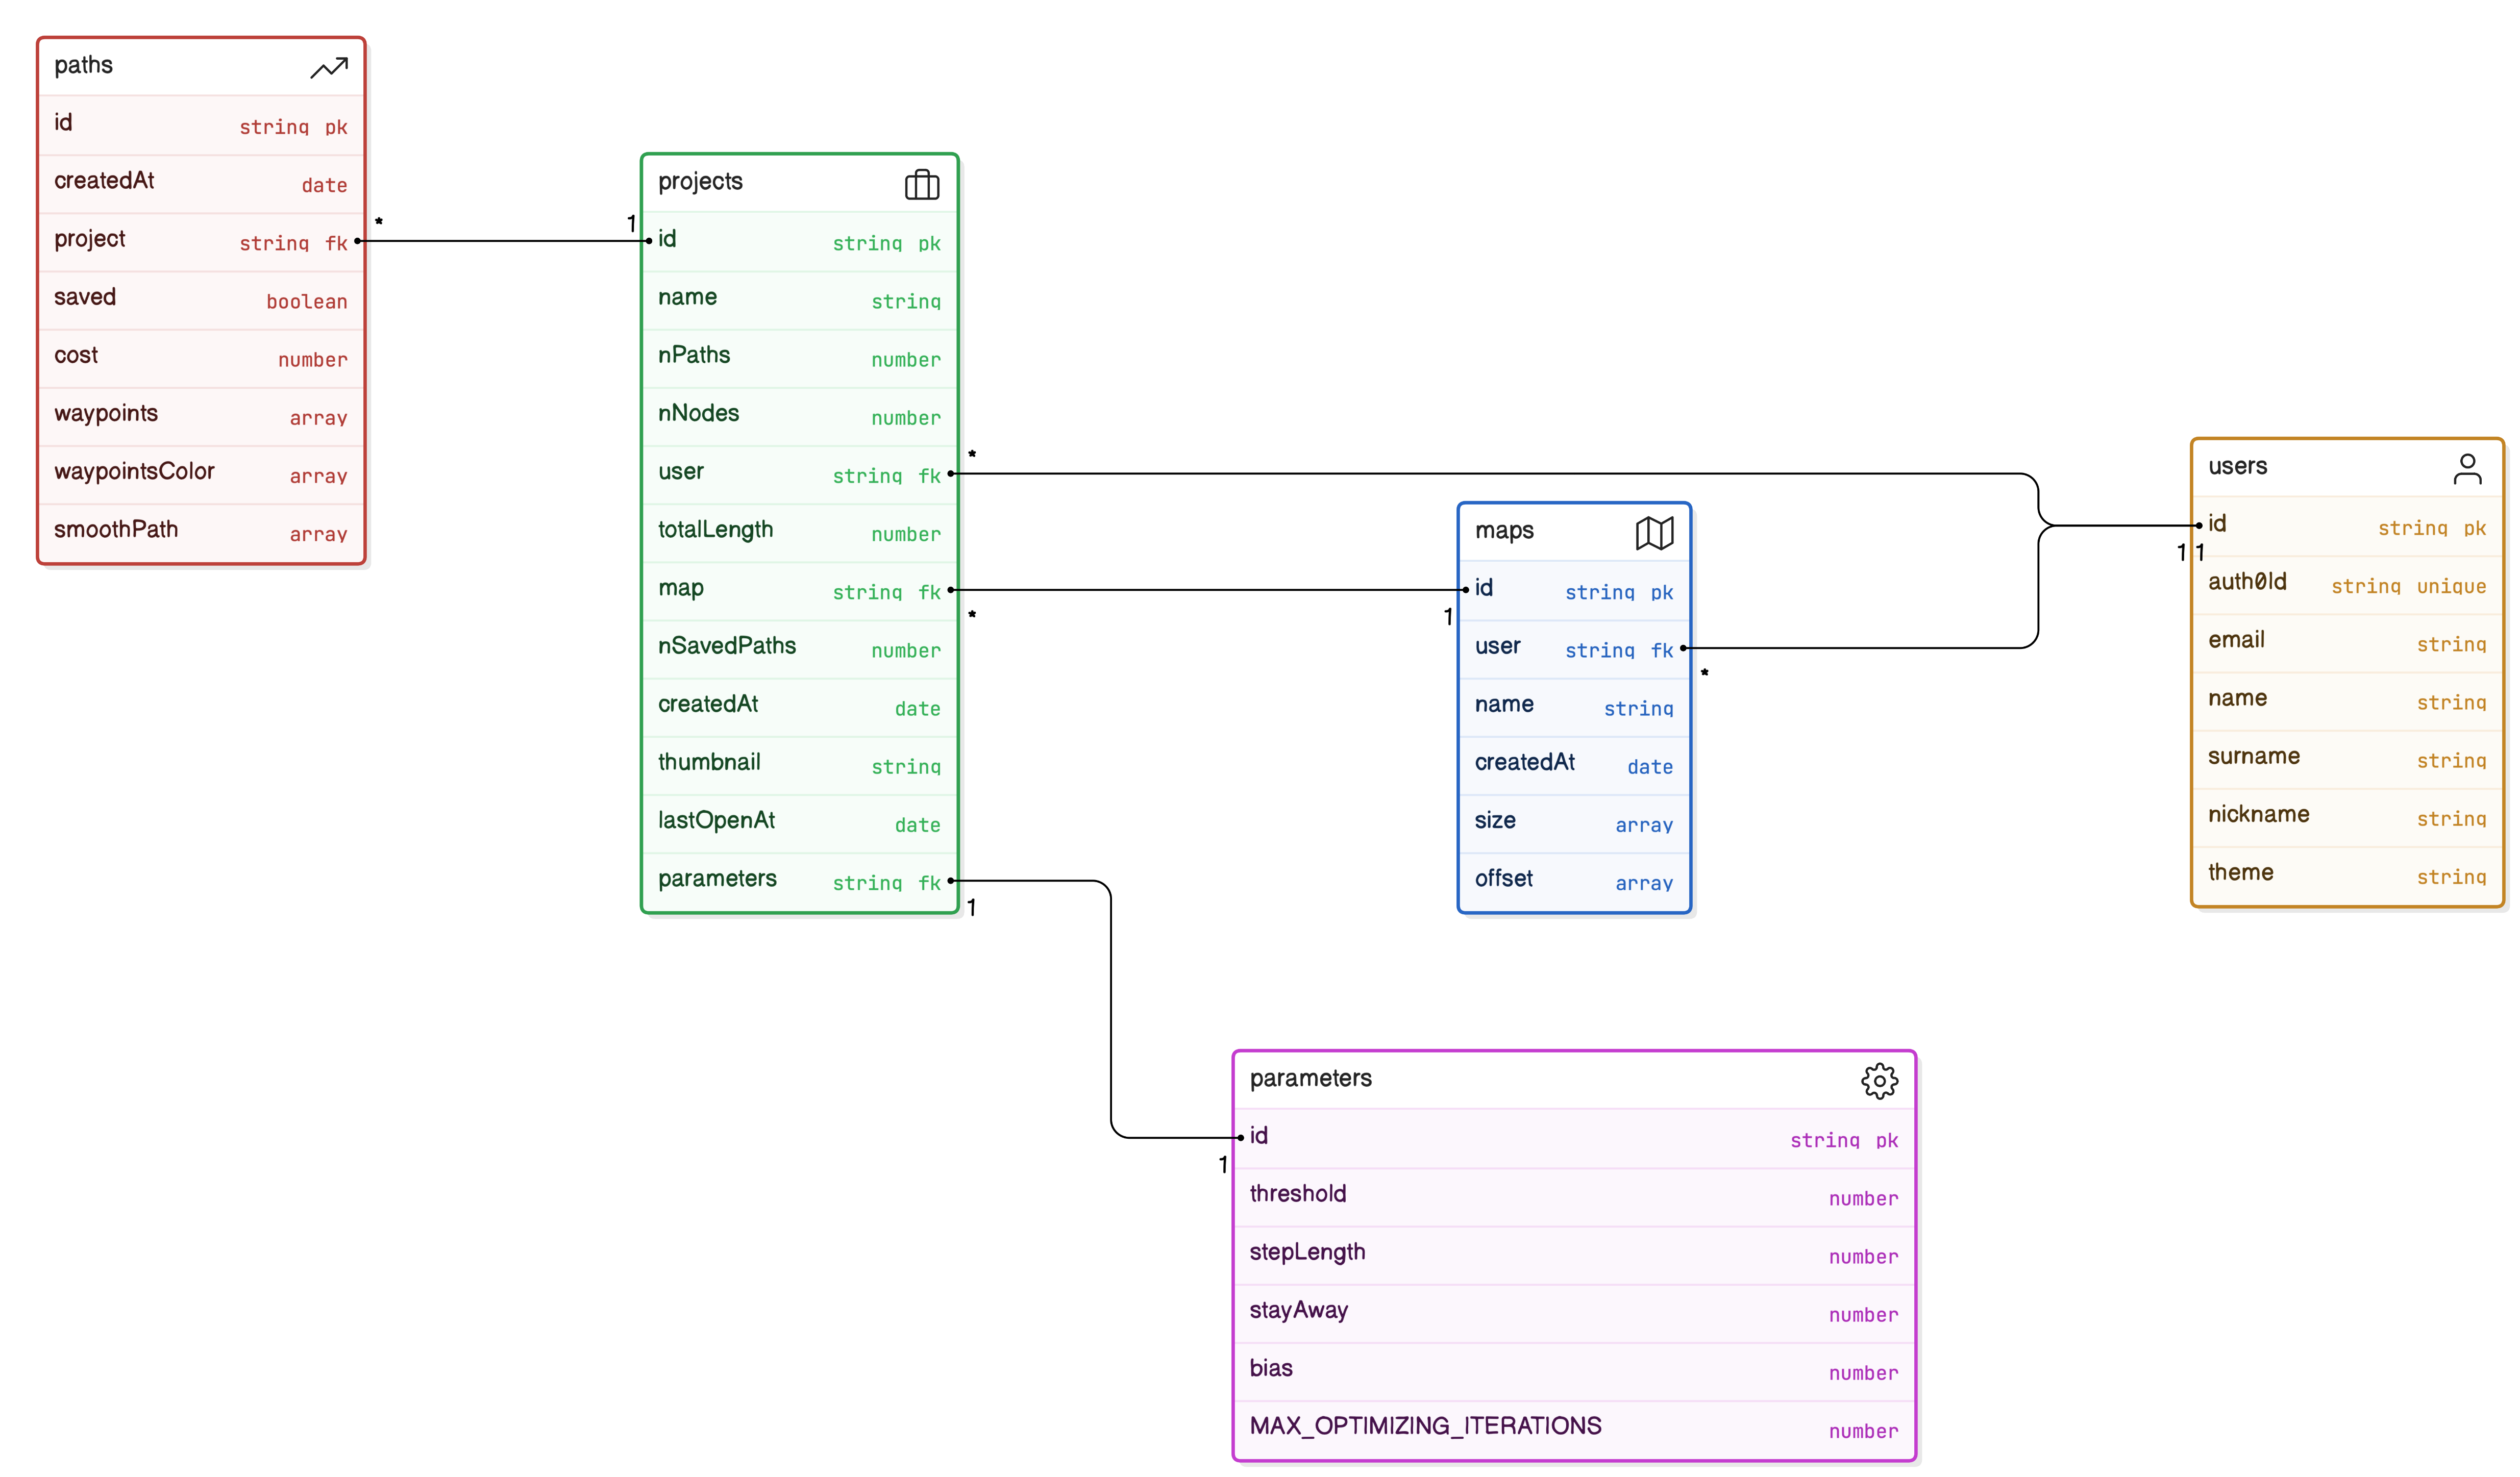 paths
id string pk
createdAt date
project string fk
saved boolean
cost number
waypoints array
waypointsColor array
smoothPath array
*
1
projects
id string pk
name string
nPaths number
nNodes number
user string fk
totalLength number
map string fk
nSavedPaths number
createdAt date
thumbnail string
lastOpenAt date
parameters string fk
*
*
1
1
maps
id string pk
user string fk
name string
createdAt date
size array
offset array
*
1 1
users
id string pk
auth0Id string unique
email string
name string
surname string
nickname string
theme string
1
parameters
id string pk
threshold number
stepLength number
stayAway number
bias number
MAX_OPTIMIZING_ITERATIONS number